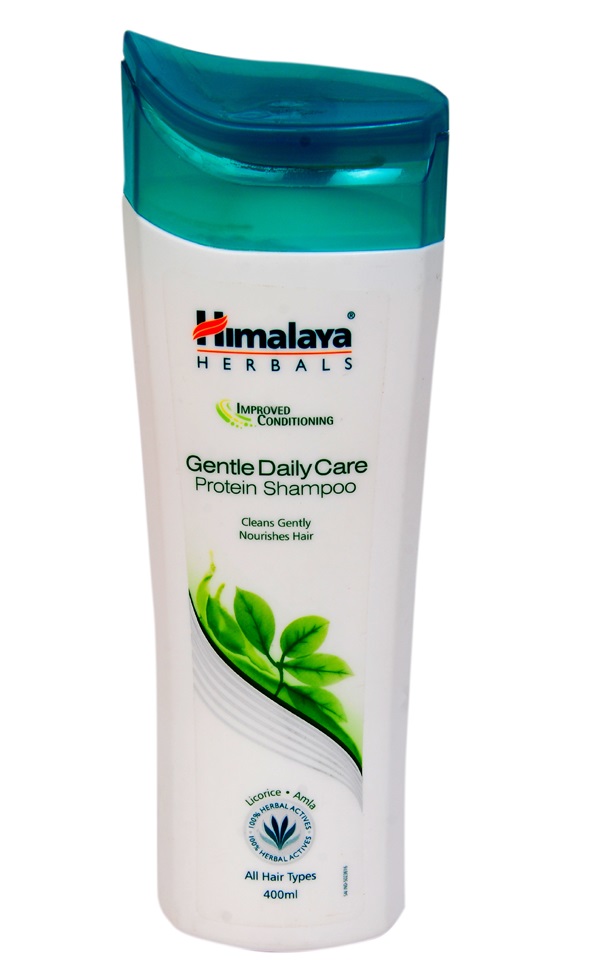 Himalaya®
HERBALS
IMPROVED
CONDITIONING
Gentle Daily Care
Protein Shampoo
Cleans Gently
Nourishes Hair
Licorice • Amla
100% HERBAL ACTIVES • 100% HERBAL ACTIVES •
All Hair Types
400ml